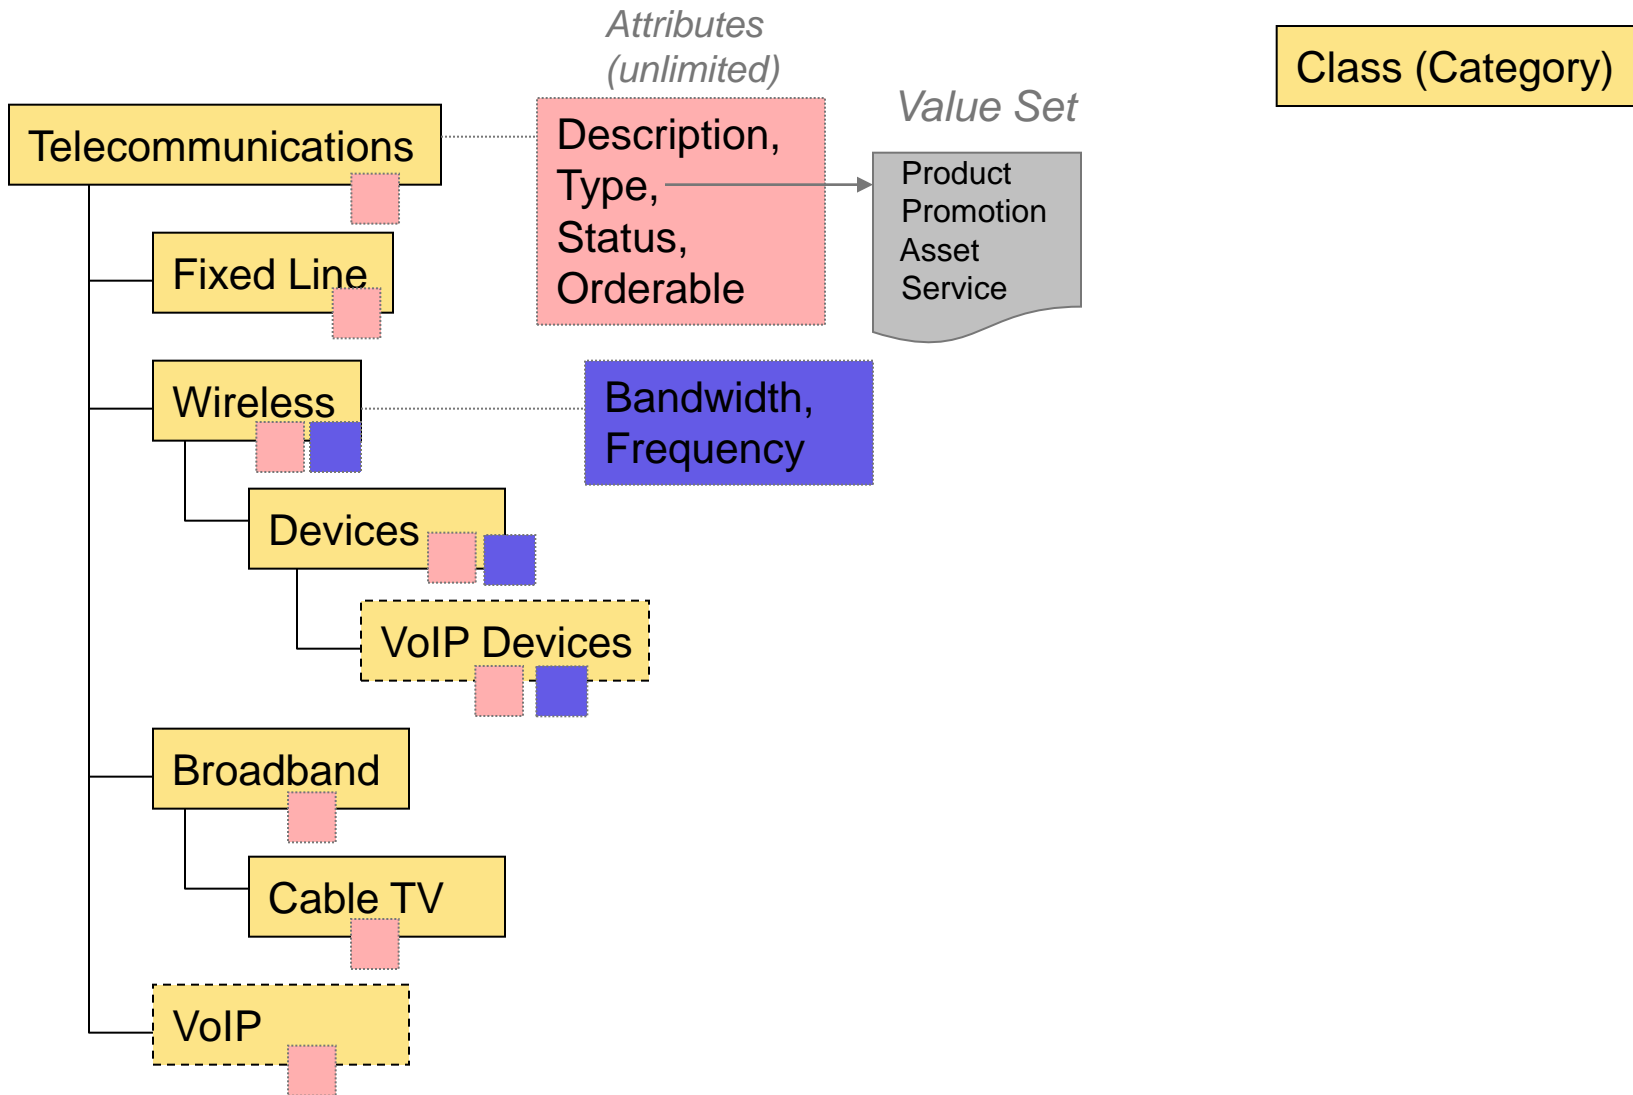 Attributes
(unlimited)
Class (Category)
Value Set
Telecommunications
Description,
Type,
Status,
Orderable
Product
Promotion
Asset
Service
Fixed Line
Wireless
Bandwidth,
Frequency
Devices
VoIP Devices
Broadband
Cable TV
VoIP